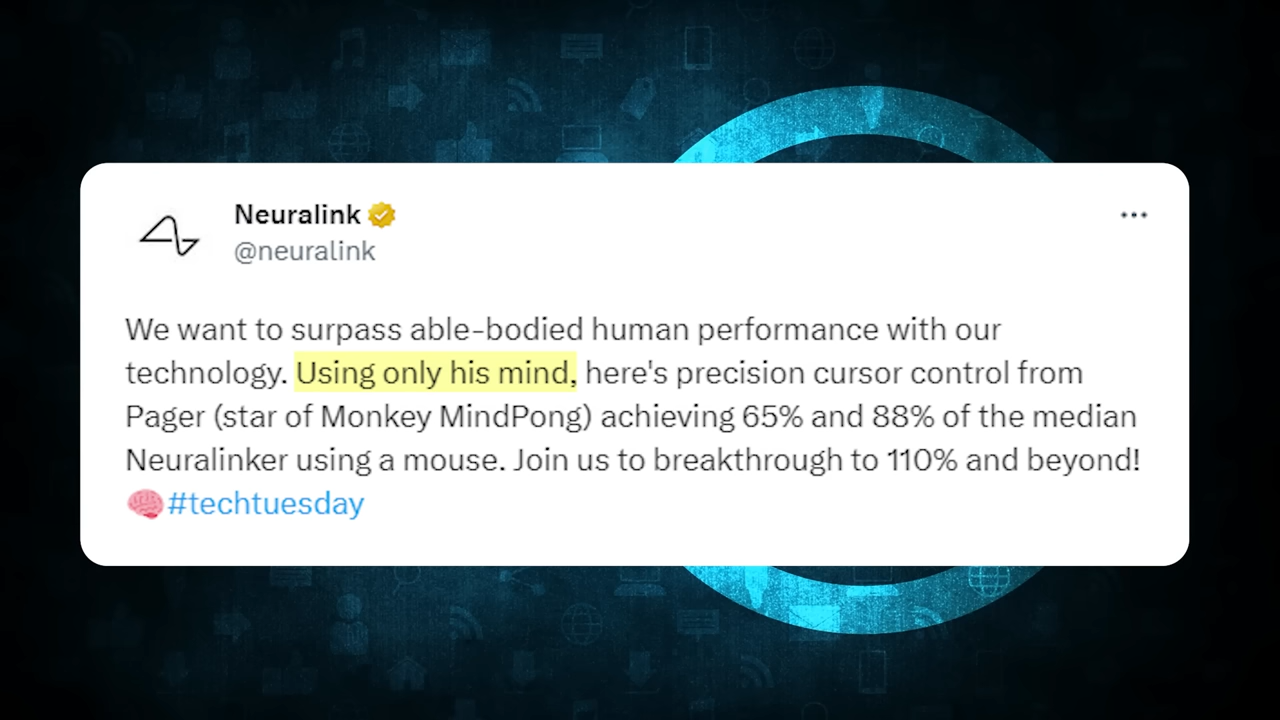 Neuralink
@neuralink
We want to surpass able-bodied human performance with our
technology. Using only his mind, here's precision cursor control from
Pager (star of Monkey MindPong) achieving 65% and 88% of the median
Neuralinker using a mouse. Join us to breakthrough to 110% and beyond!
🧠#techtuesday